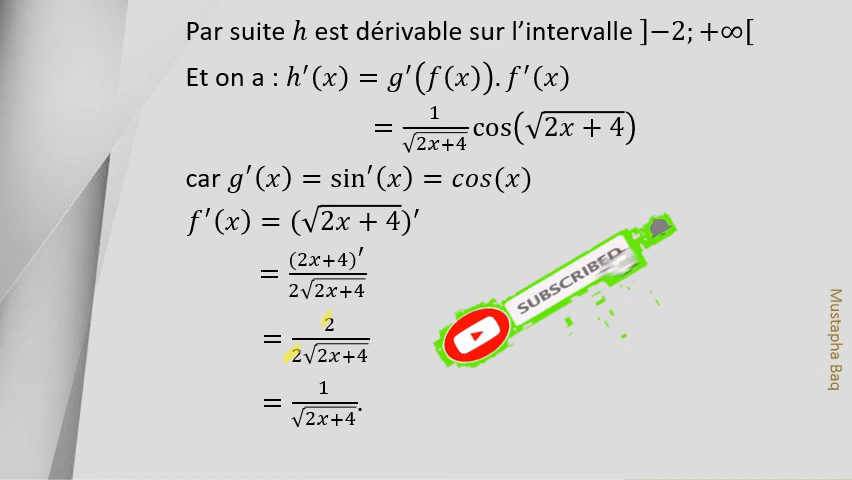 Par suite ℎ est dérivable sur l’intervalle ]−2; +∞[
Et on a : ℎ′(𝑥) = 𝑔′(𝑓(𝑥)). 𝑓′(𝑥)
= 1/√(2𝑥+4) cos(√(2𝑥 + 4))
car 𝑔′(𝑥) = sin′(𝑥) = 𝑐𝑜𝑠(𝑥)
𝑓′(𝑥) = (√(2𝑥 + 4))′
= (2𝑥+4)′/2√(2𝑥+4)
= 2/2√(2𝑥+4)
= 1/√(2𝑥+4).
SUBSCRIBED
Mustapha Baq